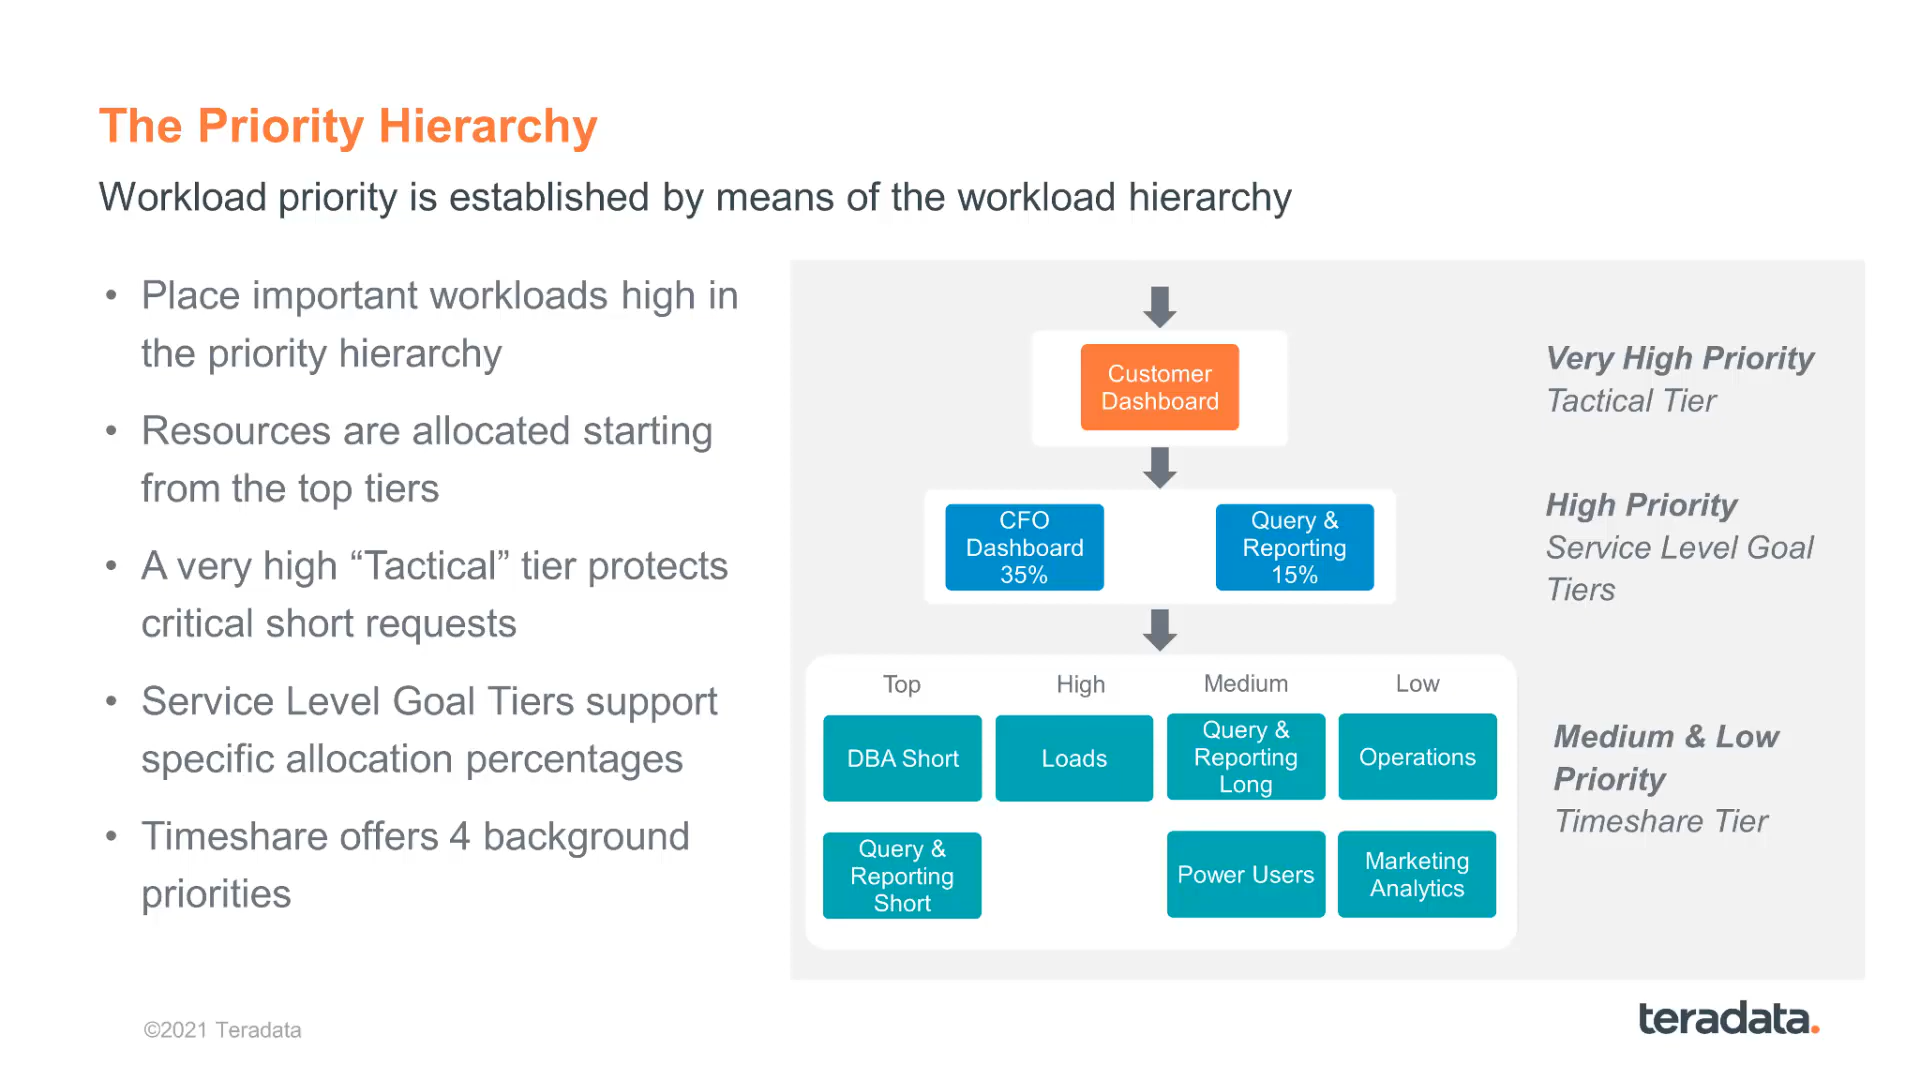 The Priority Hierarchy
Workload priority is established by means of the workload hierarchy
• Place important workloads high in
the priority hierarchy
• Resources are allocated starting
from the top tiers
• A very high “Tactical” tier protects
critical short requests
• Service Level Goal Tiers support
specific allocation percentages
• Timeshare offers 4 background
priorities
Customer
Dashboard
Very High Priority
Tactical Tier
CFO
Dashboard
35%
Query &
Reporting
15%
High Priority
Service Level Goal
Tiers
Top
High
Medium
Low
DBA Short
Loads
Query &
Reporting
Long
Operations
Query &
Reporting
Short
Power Users
Marketing
Analytics
Medium & Low
Priority
Timeshare Tier
©2021 Teradata
teradata.